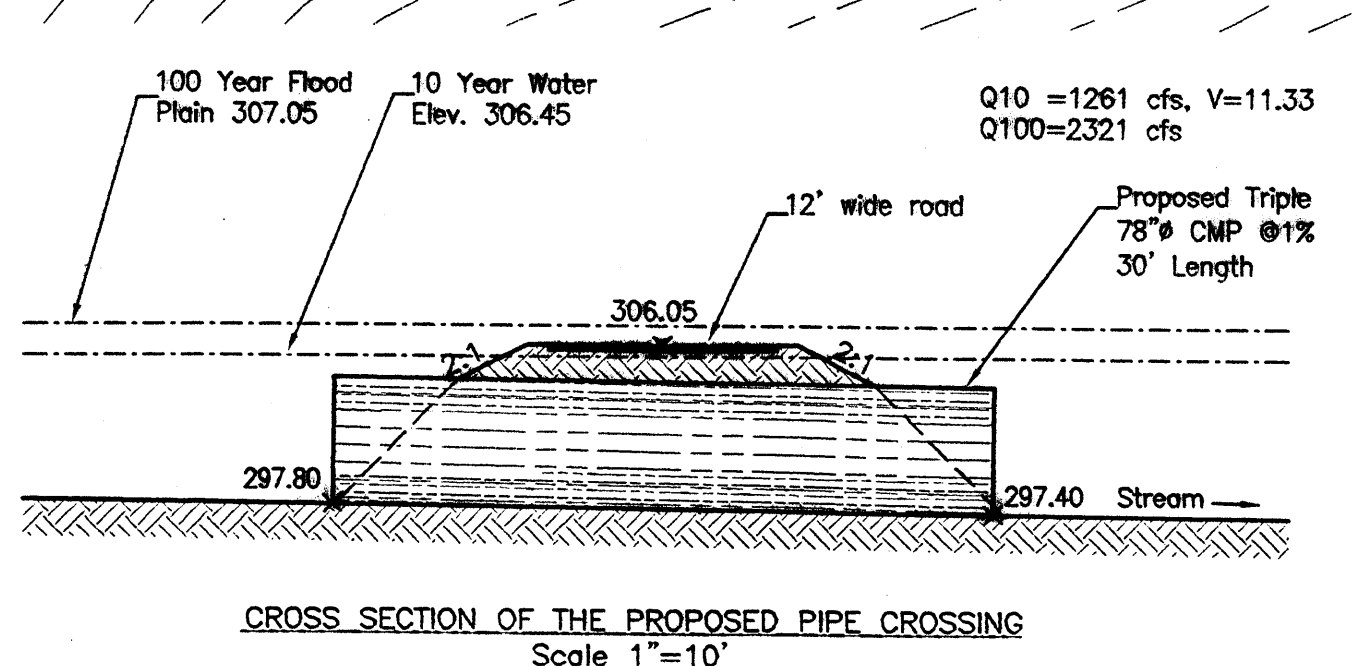 100 Year Flood
Plain 307.05
10 Year Water
Elev. 306.45
Q10 =1261 cfs, V=11.33
Q100=2321 cfs
12' wide road
Proposed Triple
78"ø CMP @1%
30' Length
306.05
2:1
2:1
297.80
297.40 Stream
CROSS SECTION OF THE PROPOSED PIPE CROSSING
Scale 1"=10'